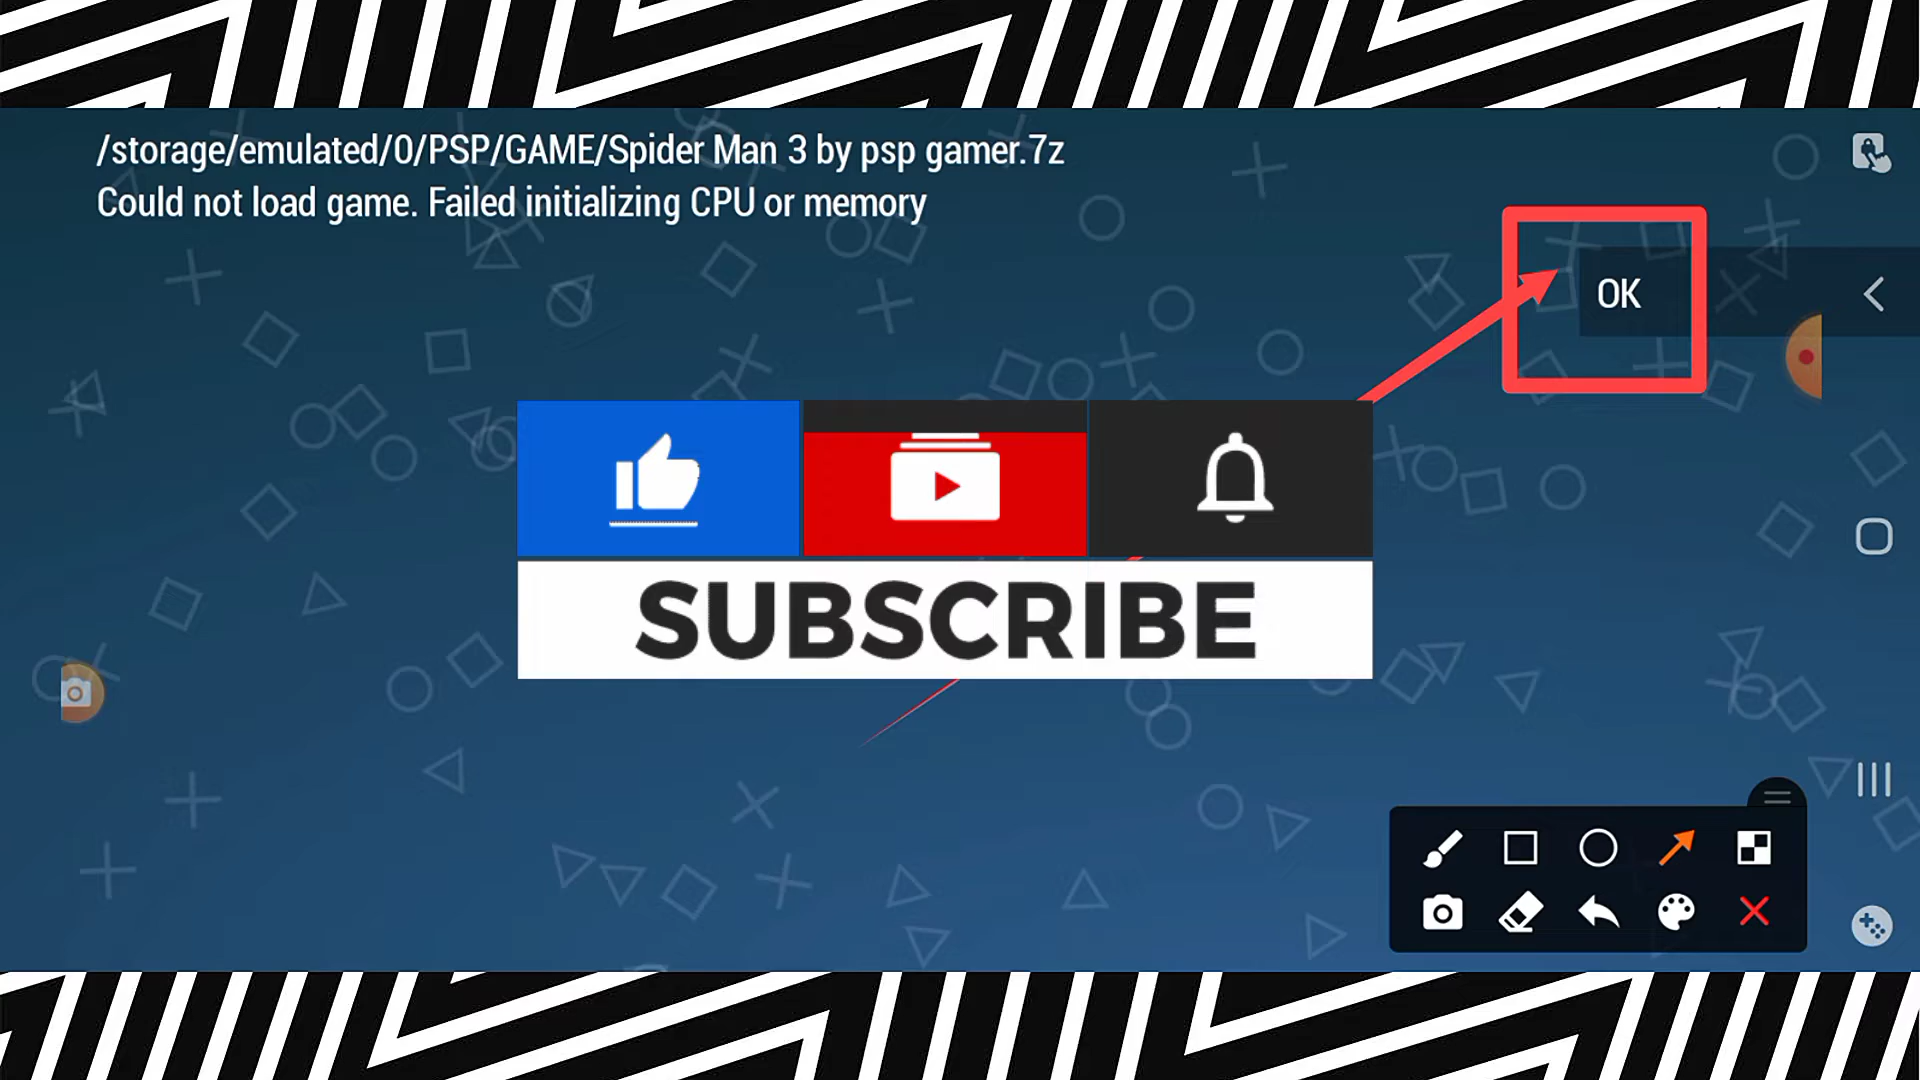 /storage/emulated/0/PSP/GAME/Spider Man 3 by psp gamer.7z
Could not load game. Failed initializing CPU or memory
OK
SUBSCRIBE